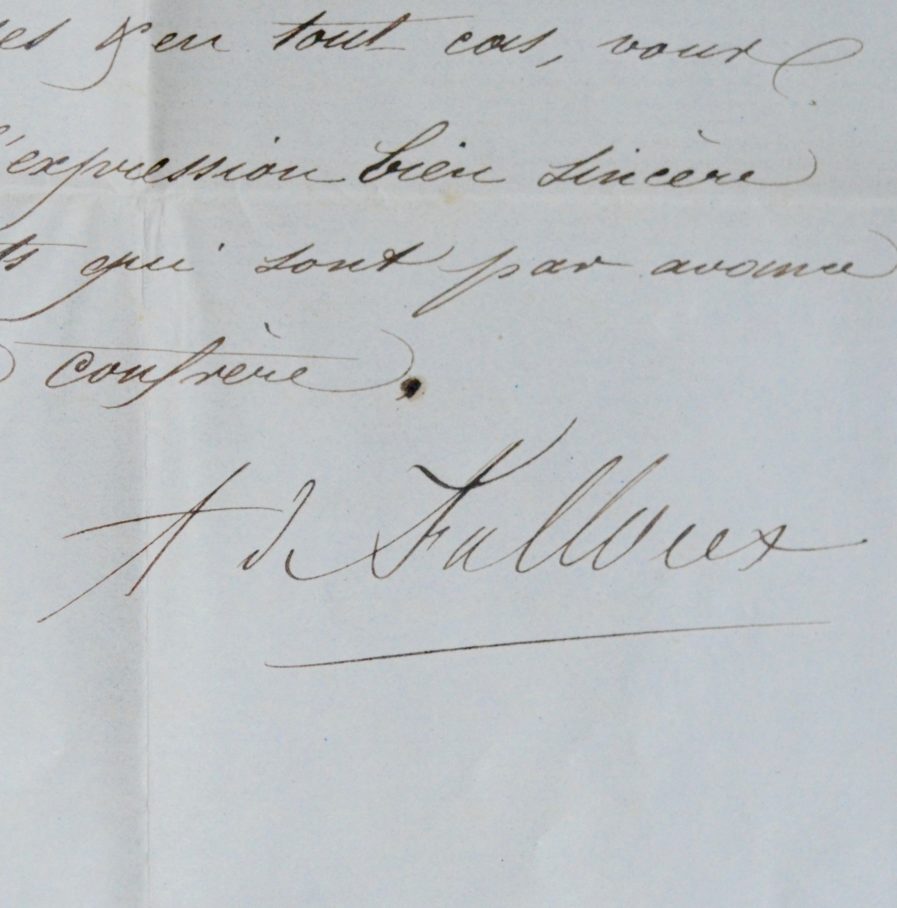 es & en tout cas, vous
l'expression bien sincère
ts qui sont par avance
confrère.
A de Falloux